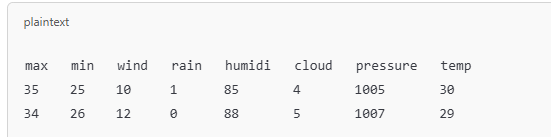 plaintext
max min wind rain humidi cloud pressure temp
35 25 10 1 85 4 1005 30
34 26 12 0 88 5 1007 29